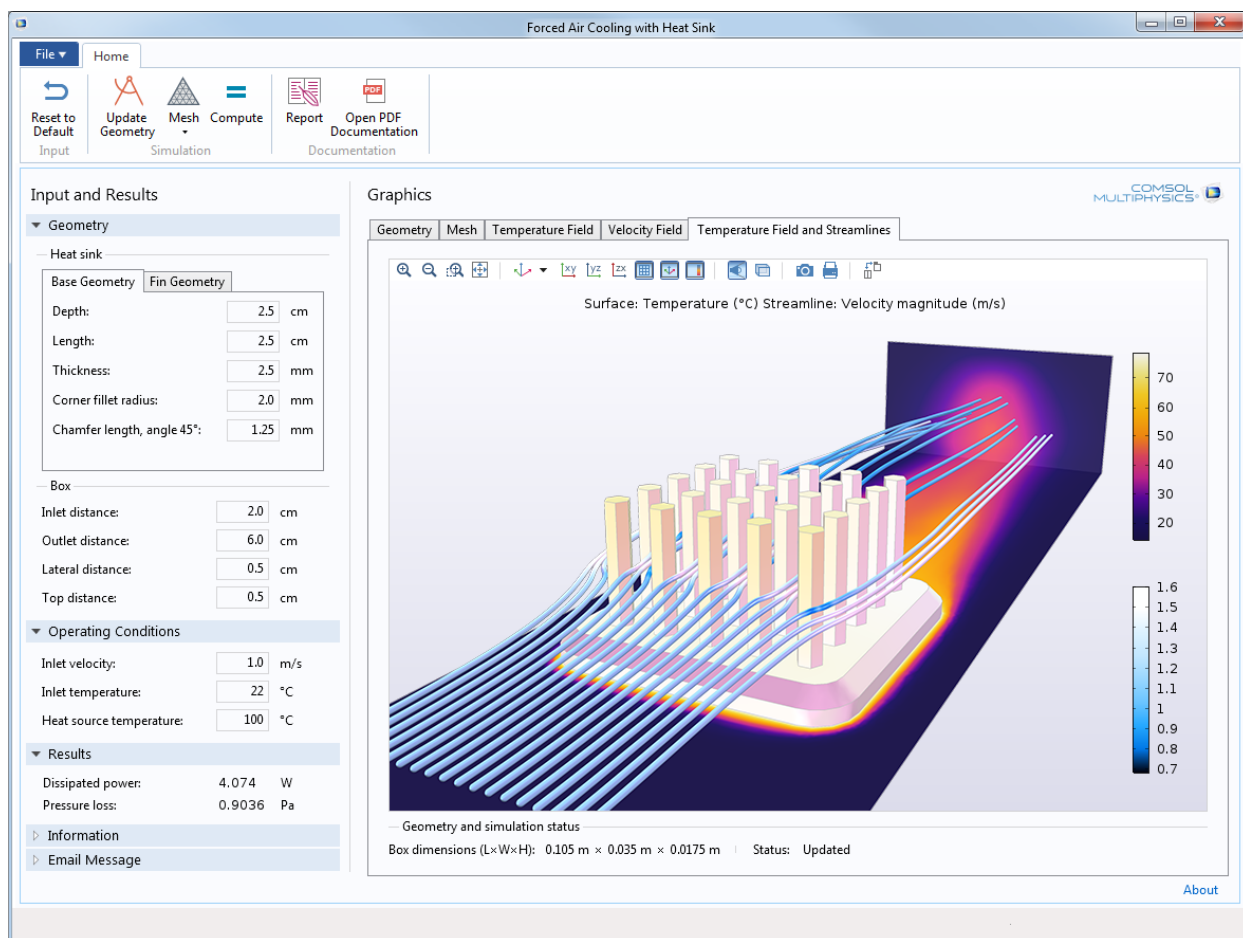 Forced Air Cooling with Heat Sink
File ▾ Home
Reset to Default
Update Geometry
Mesh
Compute
Report
PDF
Open PDF Documentation
Input
Simulation
Documentation
Input and Results
Geometry
Heat sink
Base Geometry Fin Geometry
Depth: 2.5 cm
Length: 2.5 cm
Thickness: 2.5 mm
Corner fillet radius: 2.0 mm
Chamfer length, angle 45°: 1.25 mm
Box
Inlet distance: 2.0 cm
Outlet distance: 6.0 cm
Lateral distance: 0.5 cm
Top distance: 0.5 cm
Operating Conditions
Inlet velocity: 1.0 m/s
Inlet temperature: 22 °C
Heat source temperature: 100 °C
Results
Dissipated power: 4.074 W
Pressure loss: 0.9036 Pa
Information
Email Message
Graphics
COMSOL
MULTIPHYSICS®
Geometry Mesh Temperature Field Velocity Field Temperature Field and Streamlines
xy yz zx
Surface: Temperature (°C) Streamline: Velocity magnitude (m/s)
70
60
50
40
30
20
1.6
1.5
1.4
1.3
1.2
1.1
1
0.9
0.8
0.7
Geometry and simulation status
Box dimensions (L×W×H): 0.105 m × 0.035 m × 0.0175 m Status: Updated
About